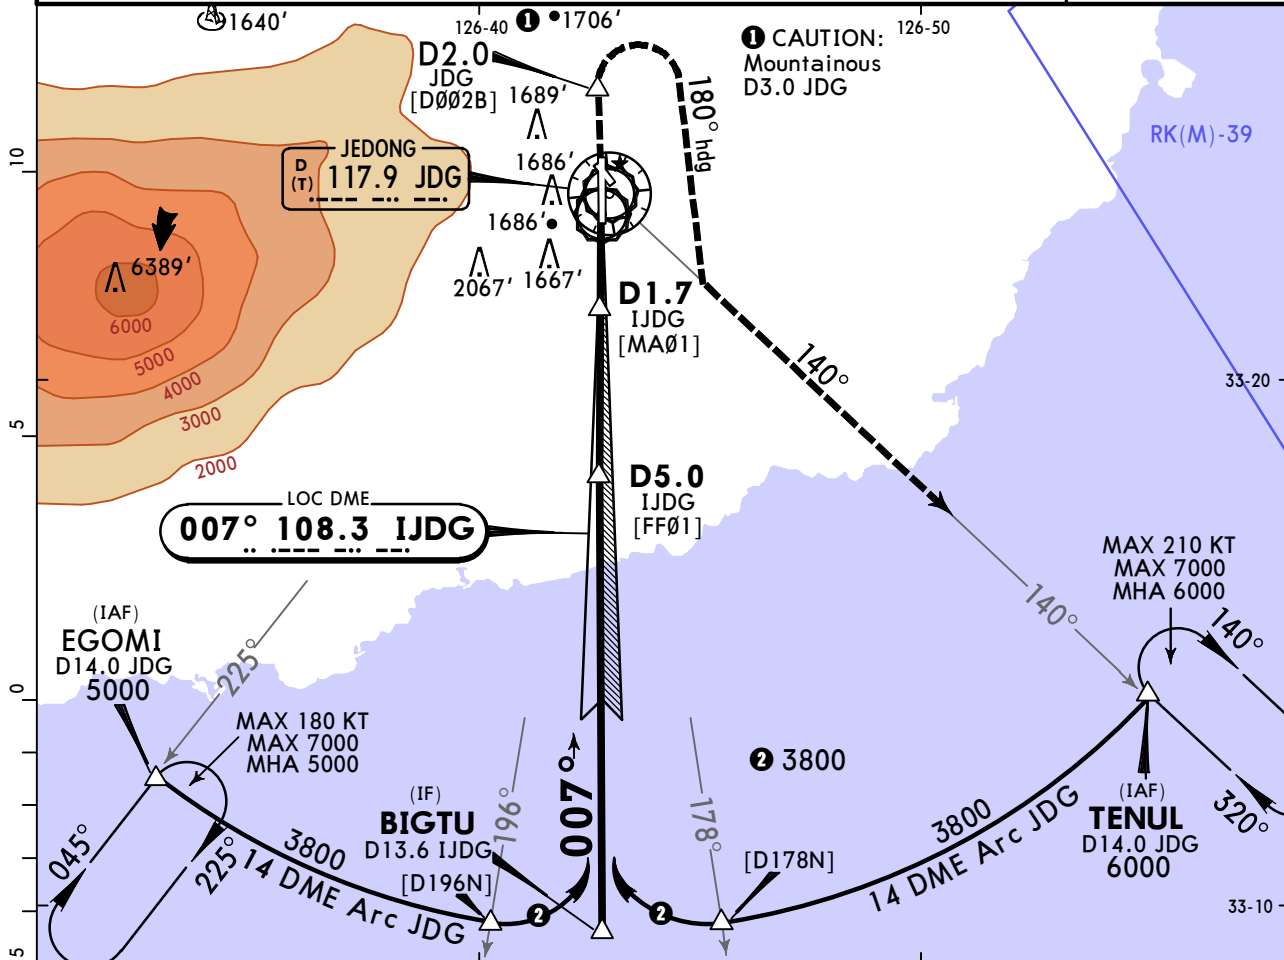 1640'
126-40
❶
1706'
❶ CAUTION:
Mountainous
D3.0 JDG
126-50
D2.0
JDG
[DØØ2B]
1689'
180° hdg
RK(M)-39
10
JEDONG
D
(T)
117.9 JDG
1686'
1686'
6389'
2067'
1667'
D1.7
IJDG
[MAØ1]
6000
5000
4000
3000
2000
140°
33-20
5
D5.0
IJDG
[FFØ1]
LOC DME
007° 108.3 IJDG
MAX 210 KT
MAX 7000
MHA 6000
140°
140°
(IAF)
EGOMI
D14.0 JDG
5000
225°
0
MAX 180 KT
MAX 7000
MHA 5000
❷ 3800
007°
196°
178°
(IF)
BIGTU
D13.6 IJDG
[D196N]
[D178N]
3800
14 DME Arc JDG
3800
14 DME Arc JDG
(IAF)
TENUL
D14.0 JDG
6000
320°
045°
225°
❷
❷
33-10
5